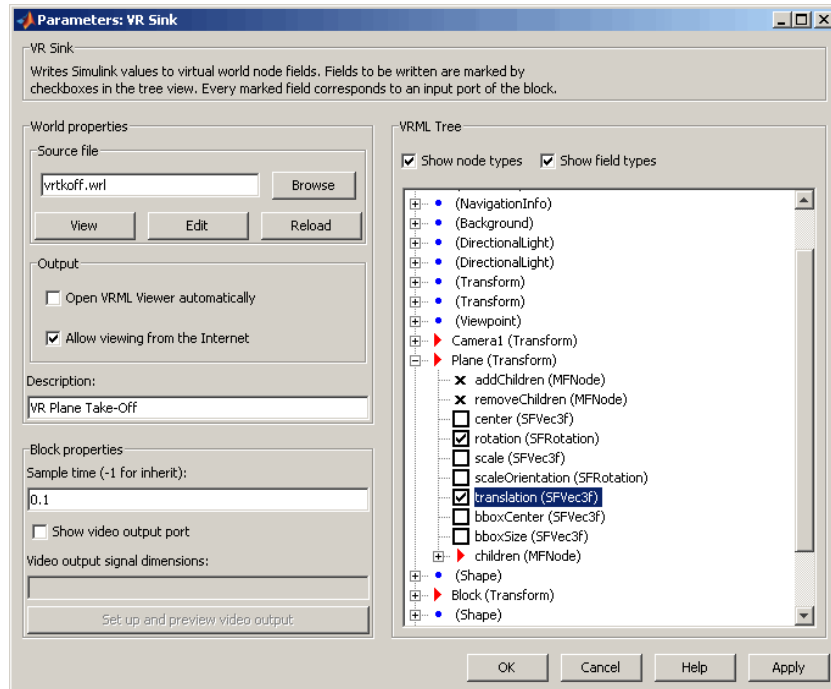 Parameters: VR Sink
VR Sink
Writes Simulink values to virtual world node fields. Fields to be written are marked by
checkboxes in the tree view. Every marked field corresponds to an input port of the block.
World properties
Source file
vrtkoff.wrl
Browse
View
Edit
Reload
Output
Open VRML Viewer automatically
Allow viewing from the Internet
Description:
VR Plane Take-Off
Block properties
Sample time (-1 for inherit):
0.1
Show video output port
Video output signal dimensions:
Set up and preview video output
VRML Tree
Show node types
Show field types
(NavigationInfo)
(Background)
(DirectionalLight)
(DirectionalLight)
(Transform)
(Transform)
(Viewpoint)
Camera1 (Transform)
Plane (Transform)
addChildren (MFNode)
removeChildren (MFNode)
center (SFVec3f)
rotation (SFRotation)
scale (SFVec3f)
scaleOrientation (SFRotation)
translation (SFVec3f)
bboxCenter (SFVec3f)
bboxSize (SFVec3f)
children (MFNode)
(Shape)
Block (Transform)
(Shape)
OK
Cancel
Help
Apply